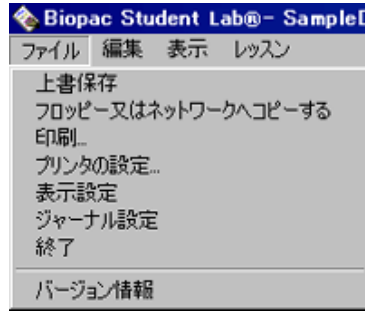 Biopac Student Lab®- Sample
ファイル 編集 表示 レッスン
上書保存
フロッピー又はネットワークへコピーする
印刷...
プリンタの設定...
表示設定
ジャーナル設定
終了
バージョン情報